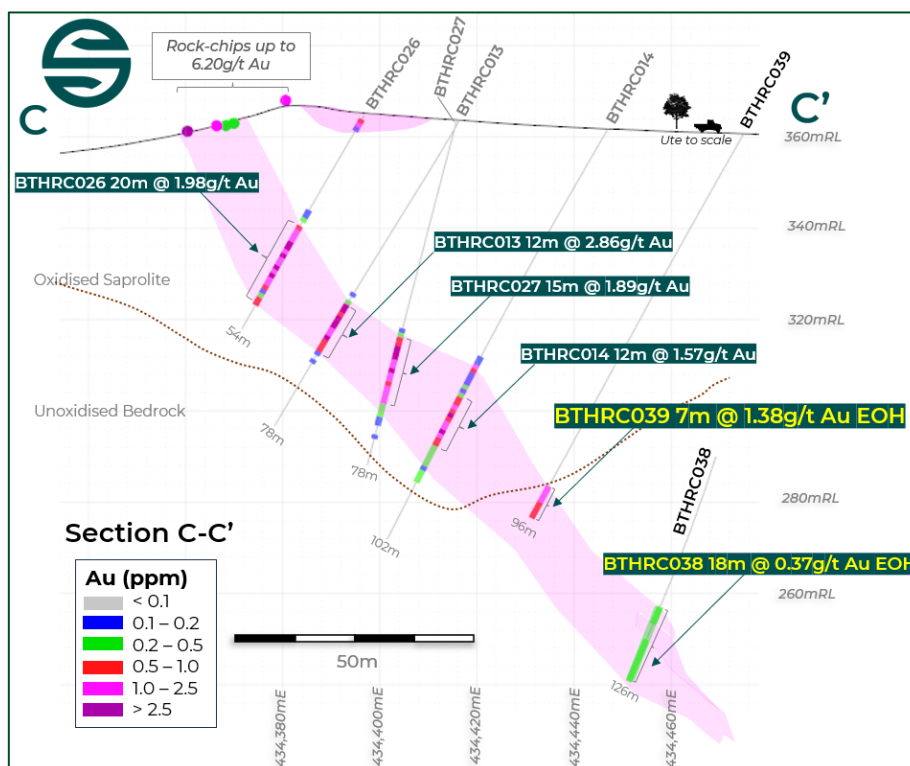 Rock-chips up to
6.20g/t Au
C
C'
BTHRC026
BTHRC027
BTHRC013
BTHRC014
BTHRC039
Ute to scale
360mRL
BTHRC026 20m @ 1.98g/t Au
340mRL
BTHRC013 12m @ 2.86g/t Au
Oxidised Saprolite
BTHRC027 15m @ 1.89g/t Au
54m
320mRL
BTHRC014 12m @ 1.57g/t Au
Unoxidised Bedrock
BTHRC039 7m @ 1.38g/t Au EOH
78m
78m
BTHRC038
280mRL
96m
102m
Section C-C'
BTHRC038 18m @ 0.37g/t Au EOH
Au (ppm)
< 0.1
0.1 – 0.2
0.2 – 0.5
0.5 – 1.0
1.0 – 2.5
> 2.5
260mRL
50m
126m
434,380mE
434,400mE
434,420mE
434,440mE
434,460mE